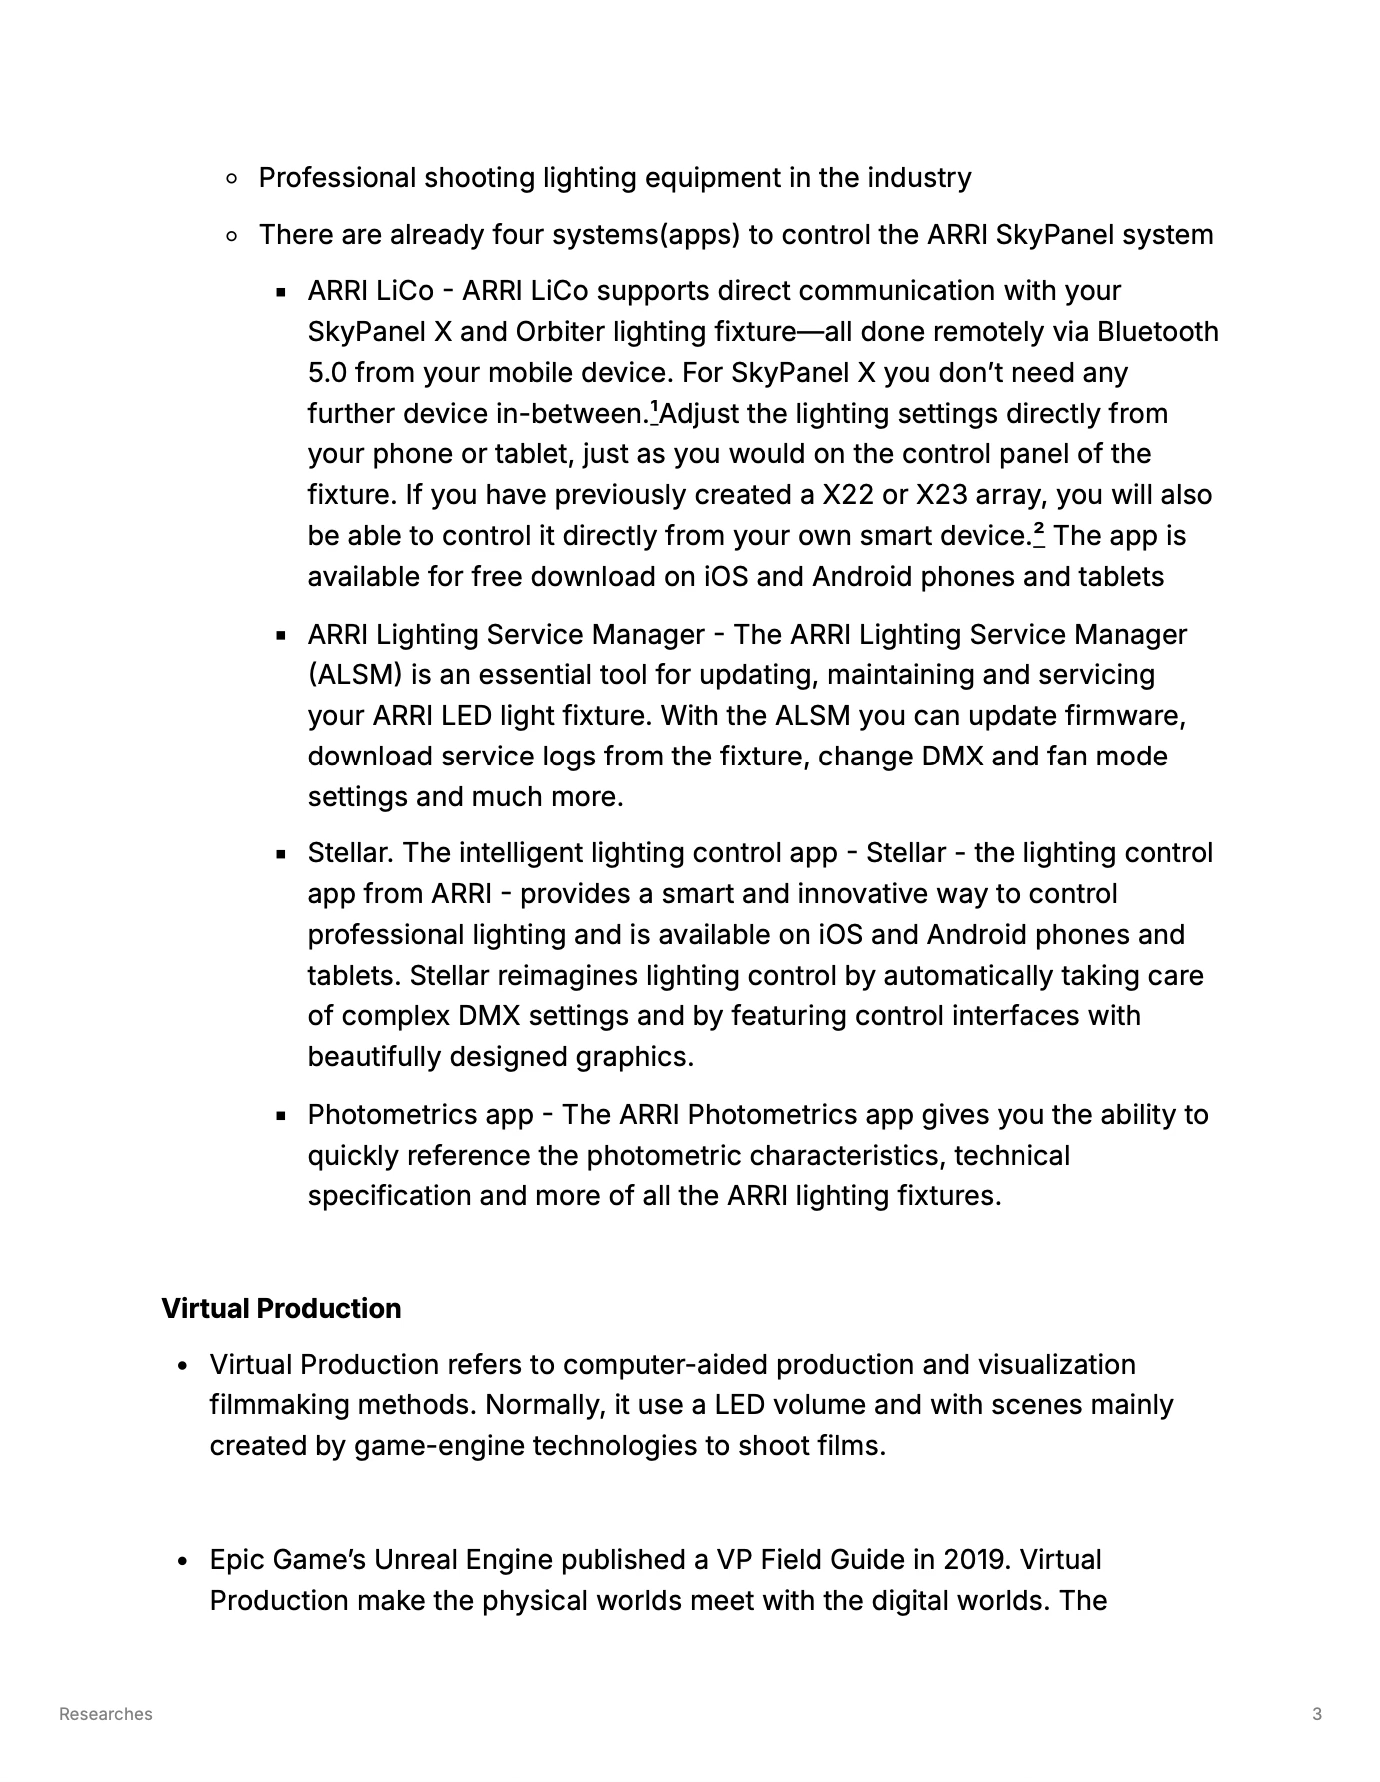 Professional shooting lighting equipment in the industry
There are already four systems(apps) to control the ARRI SkyPanel system
ARRI LiCo - ARRI LiCo supports direct communication with your
SkyPanel X and Orbiter lighting fixture—all done remotely via Bluetooth
5.0 from your mobile device. For SkyPanel X you don’t need any
further device in-between.¹Adjust the lighting settings directly from
your phone or tablet, just as you would on the control panel of the
fixture. If you have previously created a X22 or X23 array, you will also
be able to control it directly from your own smart device.² The app is
available for free download on iOS and Android phones and tablets
ARRI Lighting Service Manager - The ARRI Lighting Service Manager
(ALSM) is an essential tool for updating, maintaining and servicing
your ARRI LED light fixture. With the ALSM you can update firmware,
download service logs from the fixture, change DMX and fan mode
settings and much more.
Stellar. The intelligent lighting control app - Stellar - the lighting control
app from ARRI - provides a smart and innovative way to control
professional lighting and is available on iOS and Android phones and
tablets. Stellar reimagines lighting control by automatically taking care
of complex DMX settings and by featuring control interfaces with
beautifully designed graphics.
Photometrics app - The ARRI Photometrics app gives you the ability to
quickly reference the photometric characteristics, technical
specification and more of all the ARRI lighting fixtures.
Virtual Production
Virtual Production refers to computer-aided production and visualization
filmmaking methods. Normally, it use a LED volume and with scenes mainly
created by game-engine technologies to shoot films.
Epic Game’s Unreal Engine published a VP Field Guide in 2019. Virtual
Production make the physical worlds meet with the digital worlds. The
Researches
3